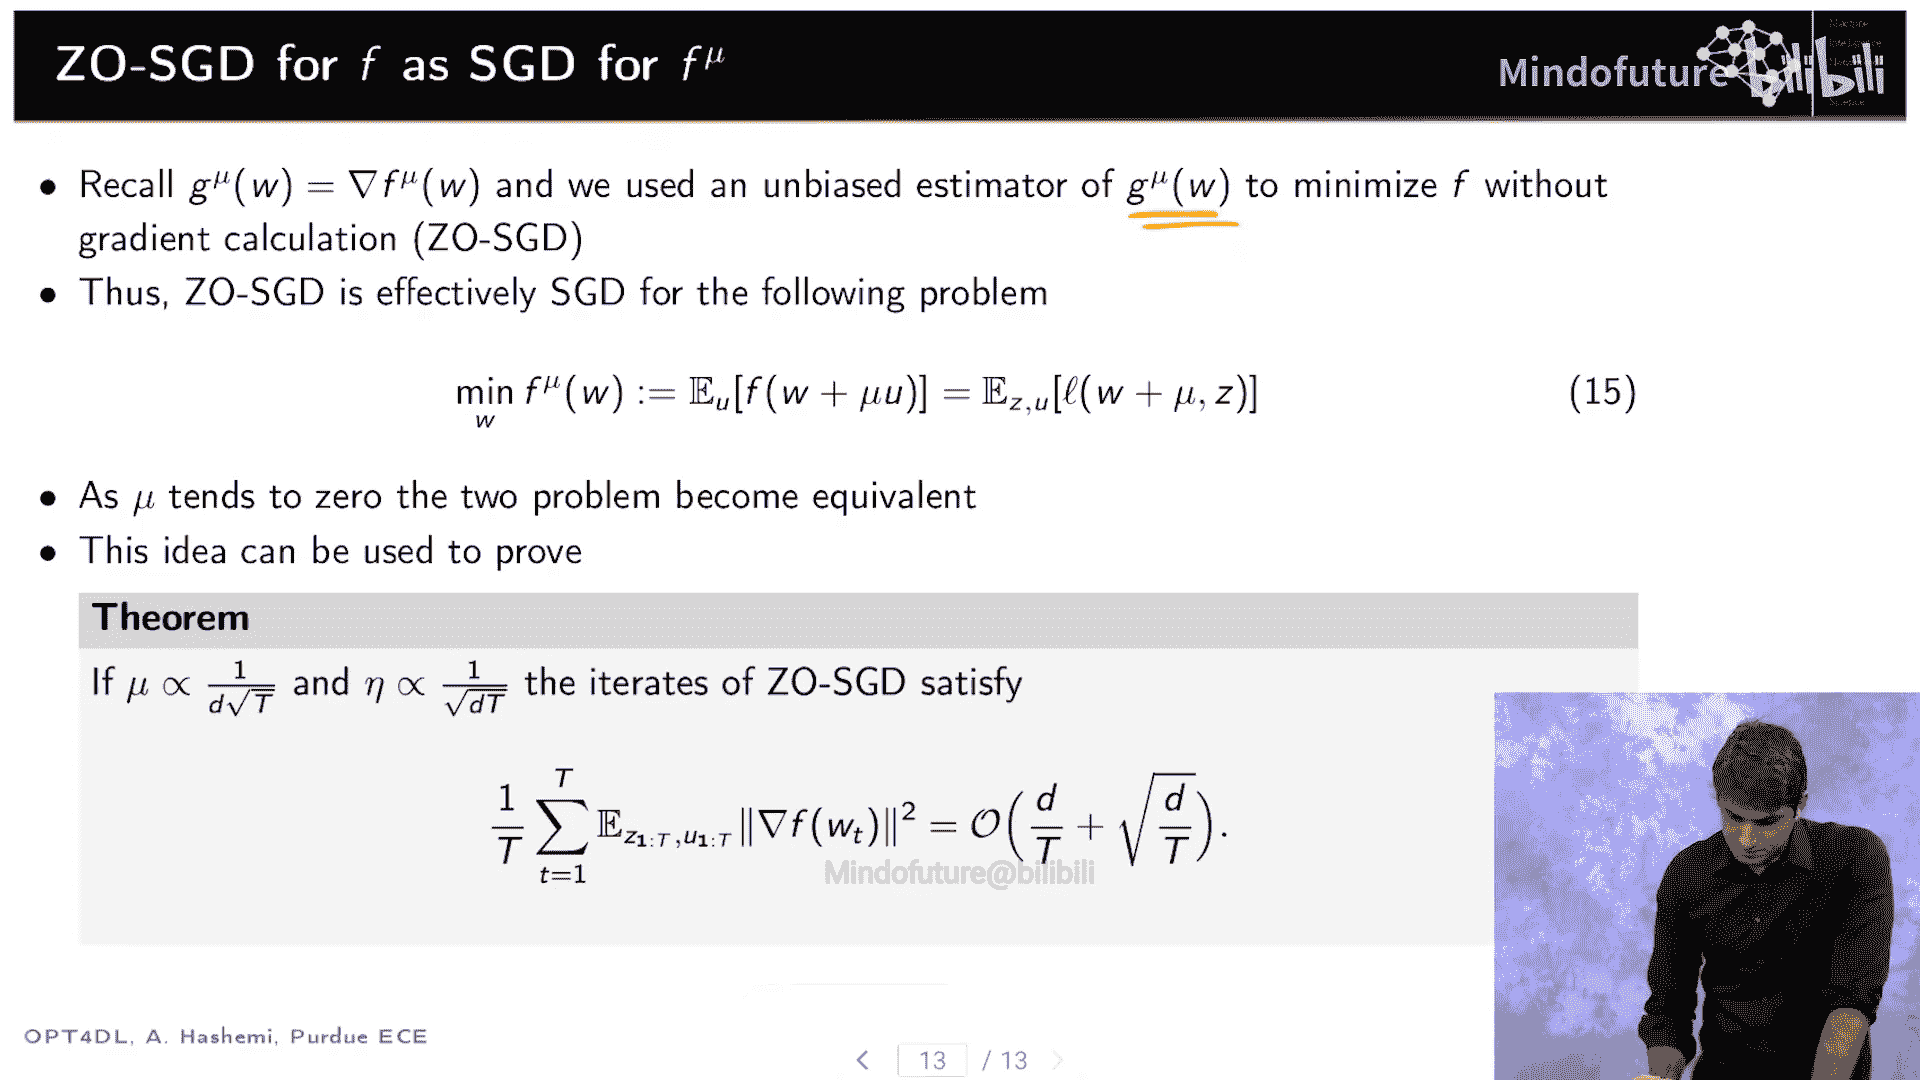 ZO-SGD for f as SGD for f^μ
Mindofuture bilibili
• Recall g^μ(w) = ∇f^μ(w) and we used an unbiased estimator of g^μ(w) to minimize f without
gradient calculation (ZO-SGD)
• Thus, ZO-SGD is effectively SGD for the following problem
min_w f^μ(w) := 𝔼_u[f(w + μu)] = 𝔼_{z,u}[ℓ(w + μ, z)] (15)
• As μ tends to zero the two problem become equivalent
• This idea can be used to prove
Theorem
If μ ∝ 1/(d√T) and η ∝ 1/√(dT) the iterates of ZO-SGD satisfy
1/T ∑_{t=1}^{T} 𝔼_{z_{1:T},u_{1:T}} ‖∇f(w_t)‖² = 𝒪(d/T + √(d/T)).
Mindofuture@bilibili
OPT4DL, A. Hashemi, Purdue ECE
13 / 13